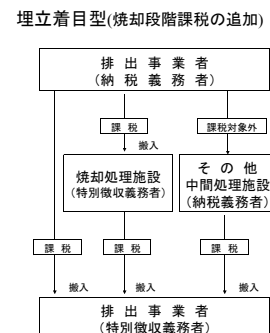 埋立着目型(焼却段階課税の追加)
排 出 事 業 者
(納 税 義 務 者)
課 税
課税対象外
搬入
焼却処理施設
(特別徴収義務者)
そ の 他
中間処理施設
(納税義務者)
課 税
課 税
課 税
搬入
搬入
搬入
排 出 事 業 者
(特別徴収義務者)